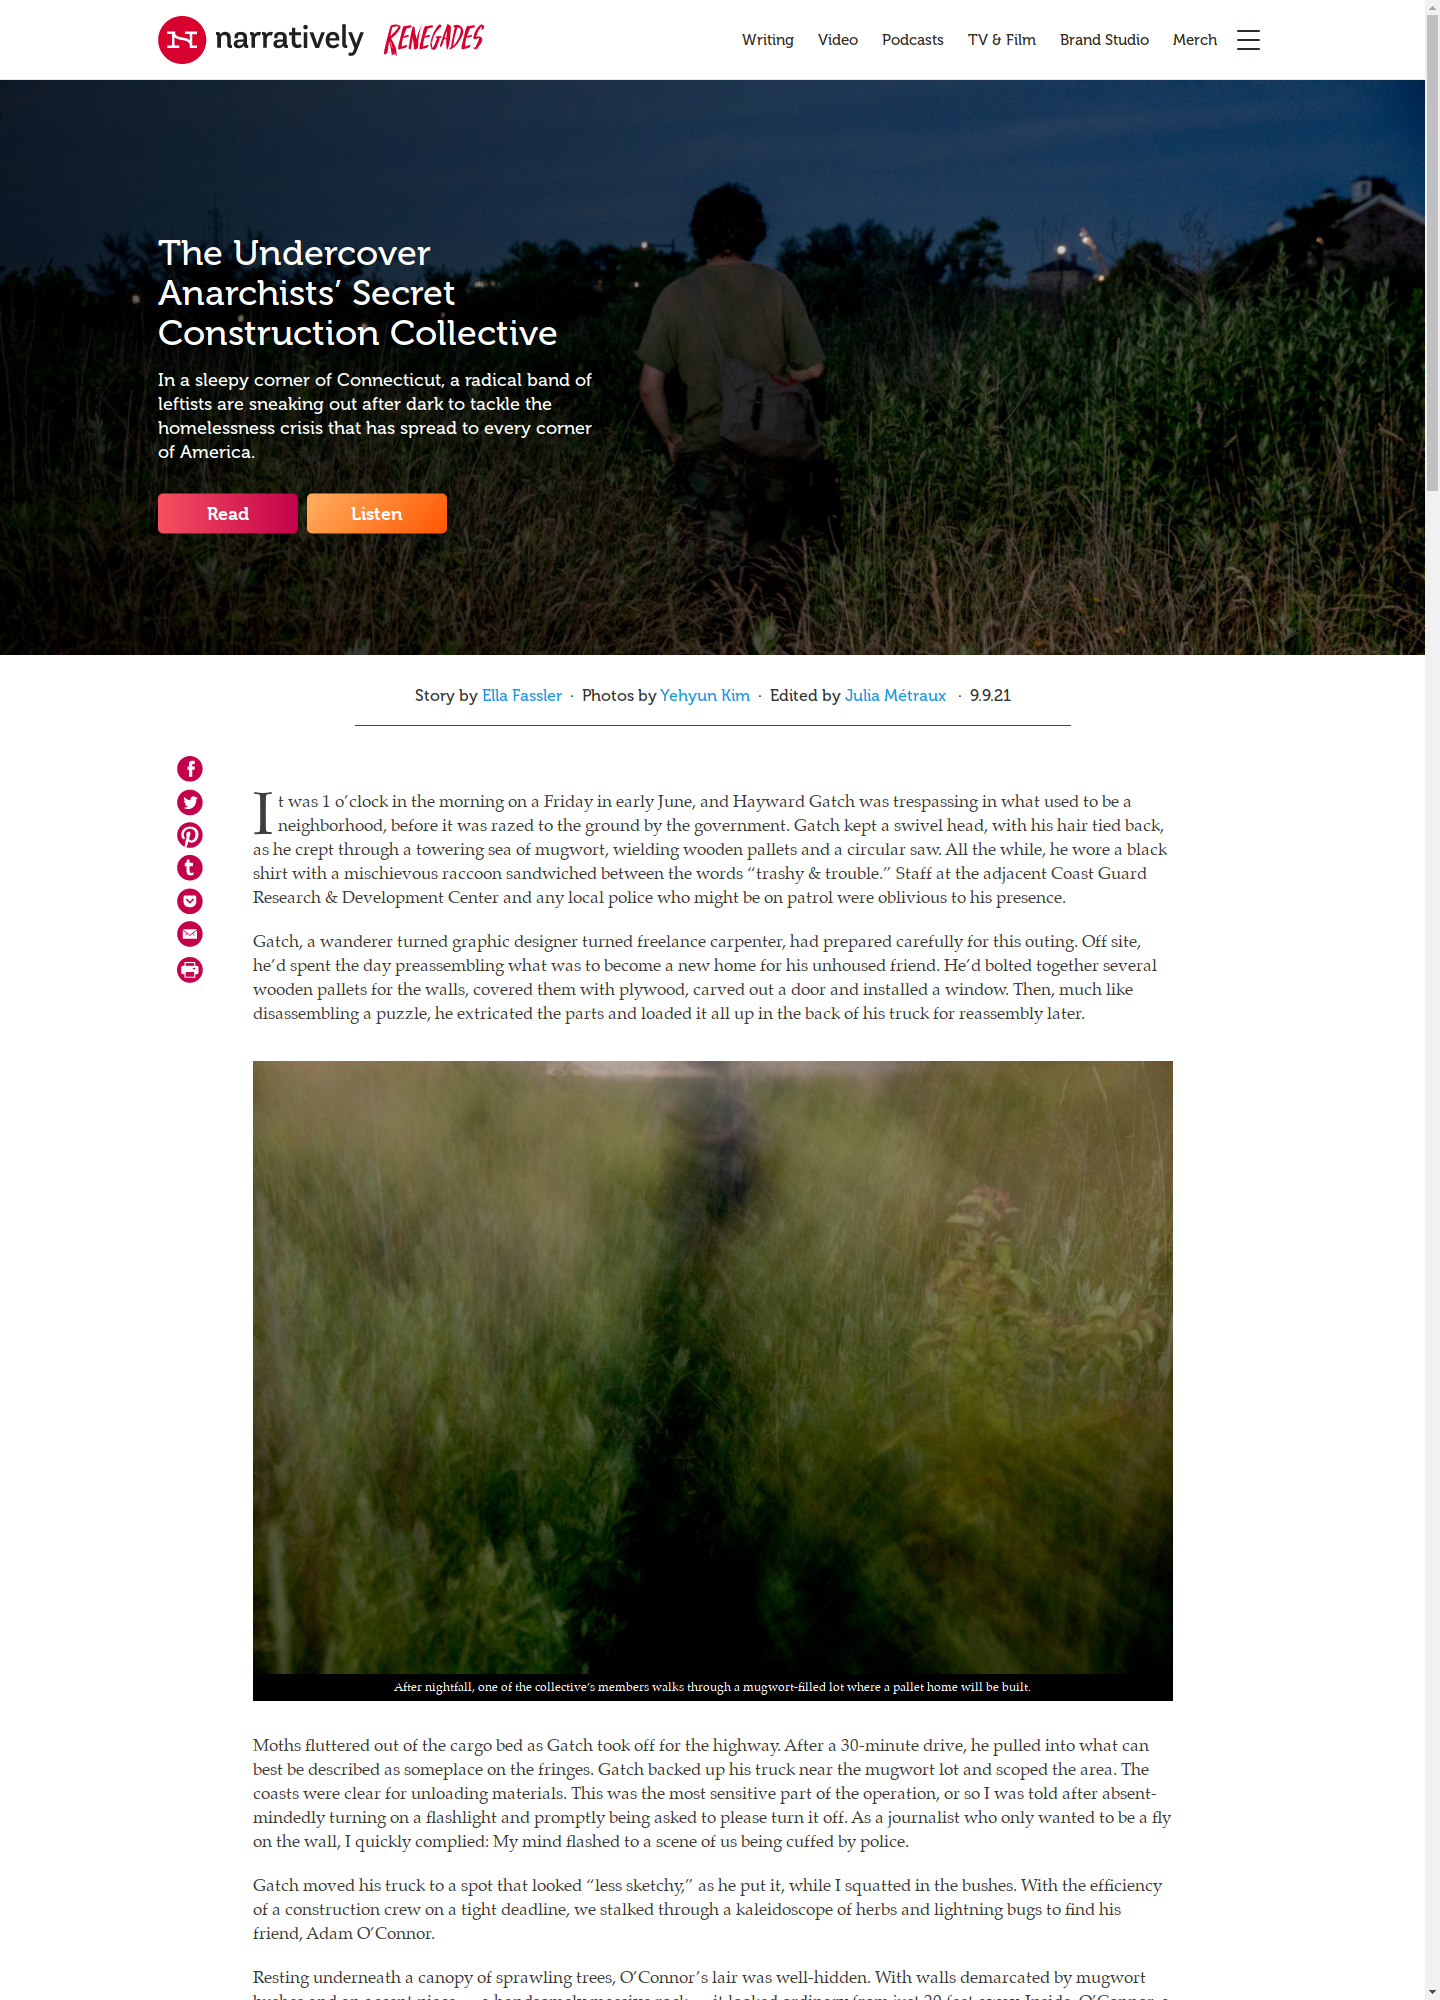 narratively RENEGADES
Writing Video Podcasts TV & Film Brand Studio Merch
The Undercover
Anarchists’ Secret
Construction Collective
In a sleepy corner of Connecticut, a radical band of
leftists are sneaking out after dark to tackle the
homelessness crisis that has spread to every corner
of America.
Read Listen
Story by Ella Fassler · Photos by Yehyun Kim · Edited by Julia Métraux · 9.9.21
It was 1 o’clock in the morning on a Friday in early June, and Hayward Gatch was trespassing in what used to be a
neighborhood, before it was razed to the ground by the government. Gatch kept a swivel head, with his hair tied back,
as he crept through a towering sea of mugwort, wielding wooden pallets and a circular saw. All the while, he wore a black
shirt with a mischievous raccoon sandwiched between the words “trashy & trouble.” Staff at the adjacent Coast Guard
Research & Development Center and any local police who might be on patrol were oblivious to his presence.
Gatch, a wanderer turned graphic designer turned freelance carpenter, had prepared carefully for this outing. Off site,
he’d spent the day preassembling what was to become a new home for his unhoused friend. He’d bolted together several
wooden pallets for the walls, covered them with plywood, carved out a door and installed a window. Then, much like
disassembling a puzzle, he extricated the parts and loaded it all up in the back of his truck for reassembly later.
After nightfall, one of the collective’s members walks through a mugwort-filled lot where a pallet home will be built.
Moths fluttered out of the cargo bed as Gatch took off for the highway. After a 30-minute drive, he pulled into what can
best be described as someplace on the fringes. Gatch backed up his truck near the mugwort lot and scoped the area. The
coasts were clear for unloading materials. This was the most sensitive part of the operation, or so I was told after absent-
mindedly turning on a flashlight and promptly being asked to please turn it off. As a journalist who only wanted to be a fly
on the wall, I quickly complied: My mind flashed to a scene of us being cuffed by police.
Gatch moved his truck to a spot that looked “less sketchy,” as he put it, while I squatted in the bushes. With the efficiency
of a construction crew on a tight deadline, we stalked through a kaleidoscope of herbs and lightning bugs to find his
friend, Adam O’Connor.
Resting underneath a canopy of sprawling trees, O’Connor’s lair was well-hidden. With walls demarcated by mugwort